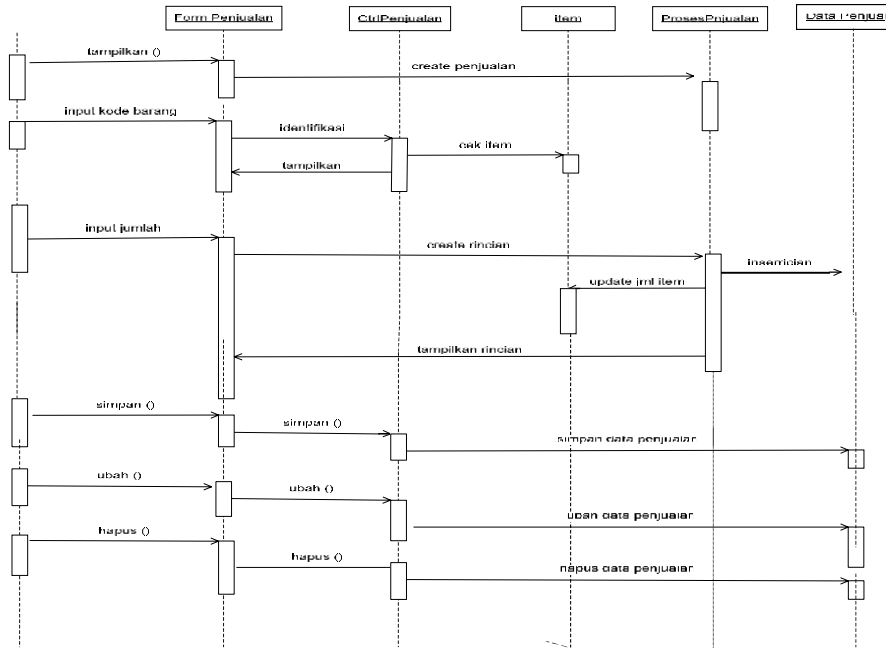 Form Penjualan
CtrlPenjualan
item
ProsesPnjualan
Data Penjualan
tampilkan ()
create penjualan
input kode barang
identifikasi
cek item
tampilkan
input jumlah
create rincian
update jml item
tampilkan rincian
simpan ()
simpan ()
simpan data penjualan
ubah ()
ubah ()
ubah data penjualan
hapus ()
hapus ()
hapus data penjualan